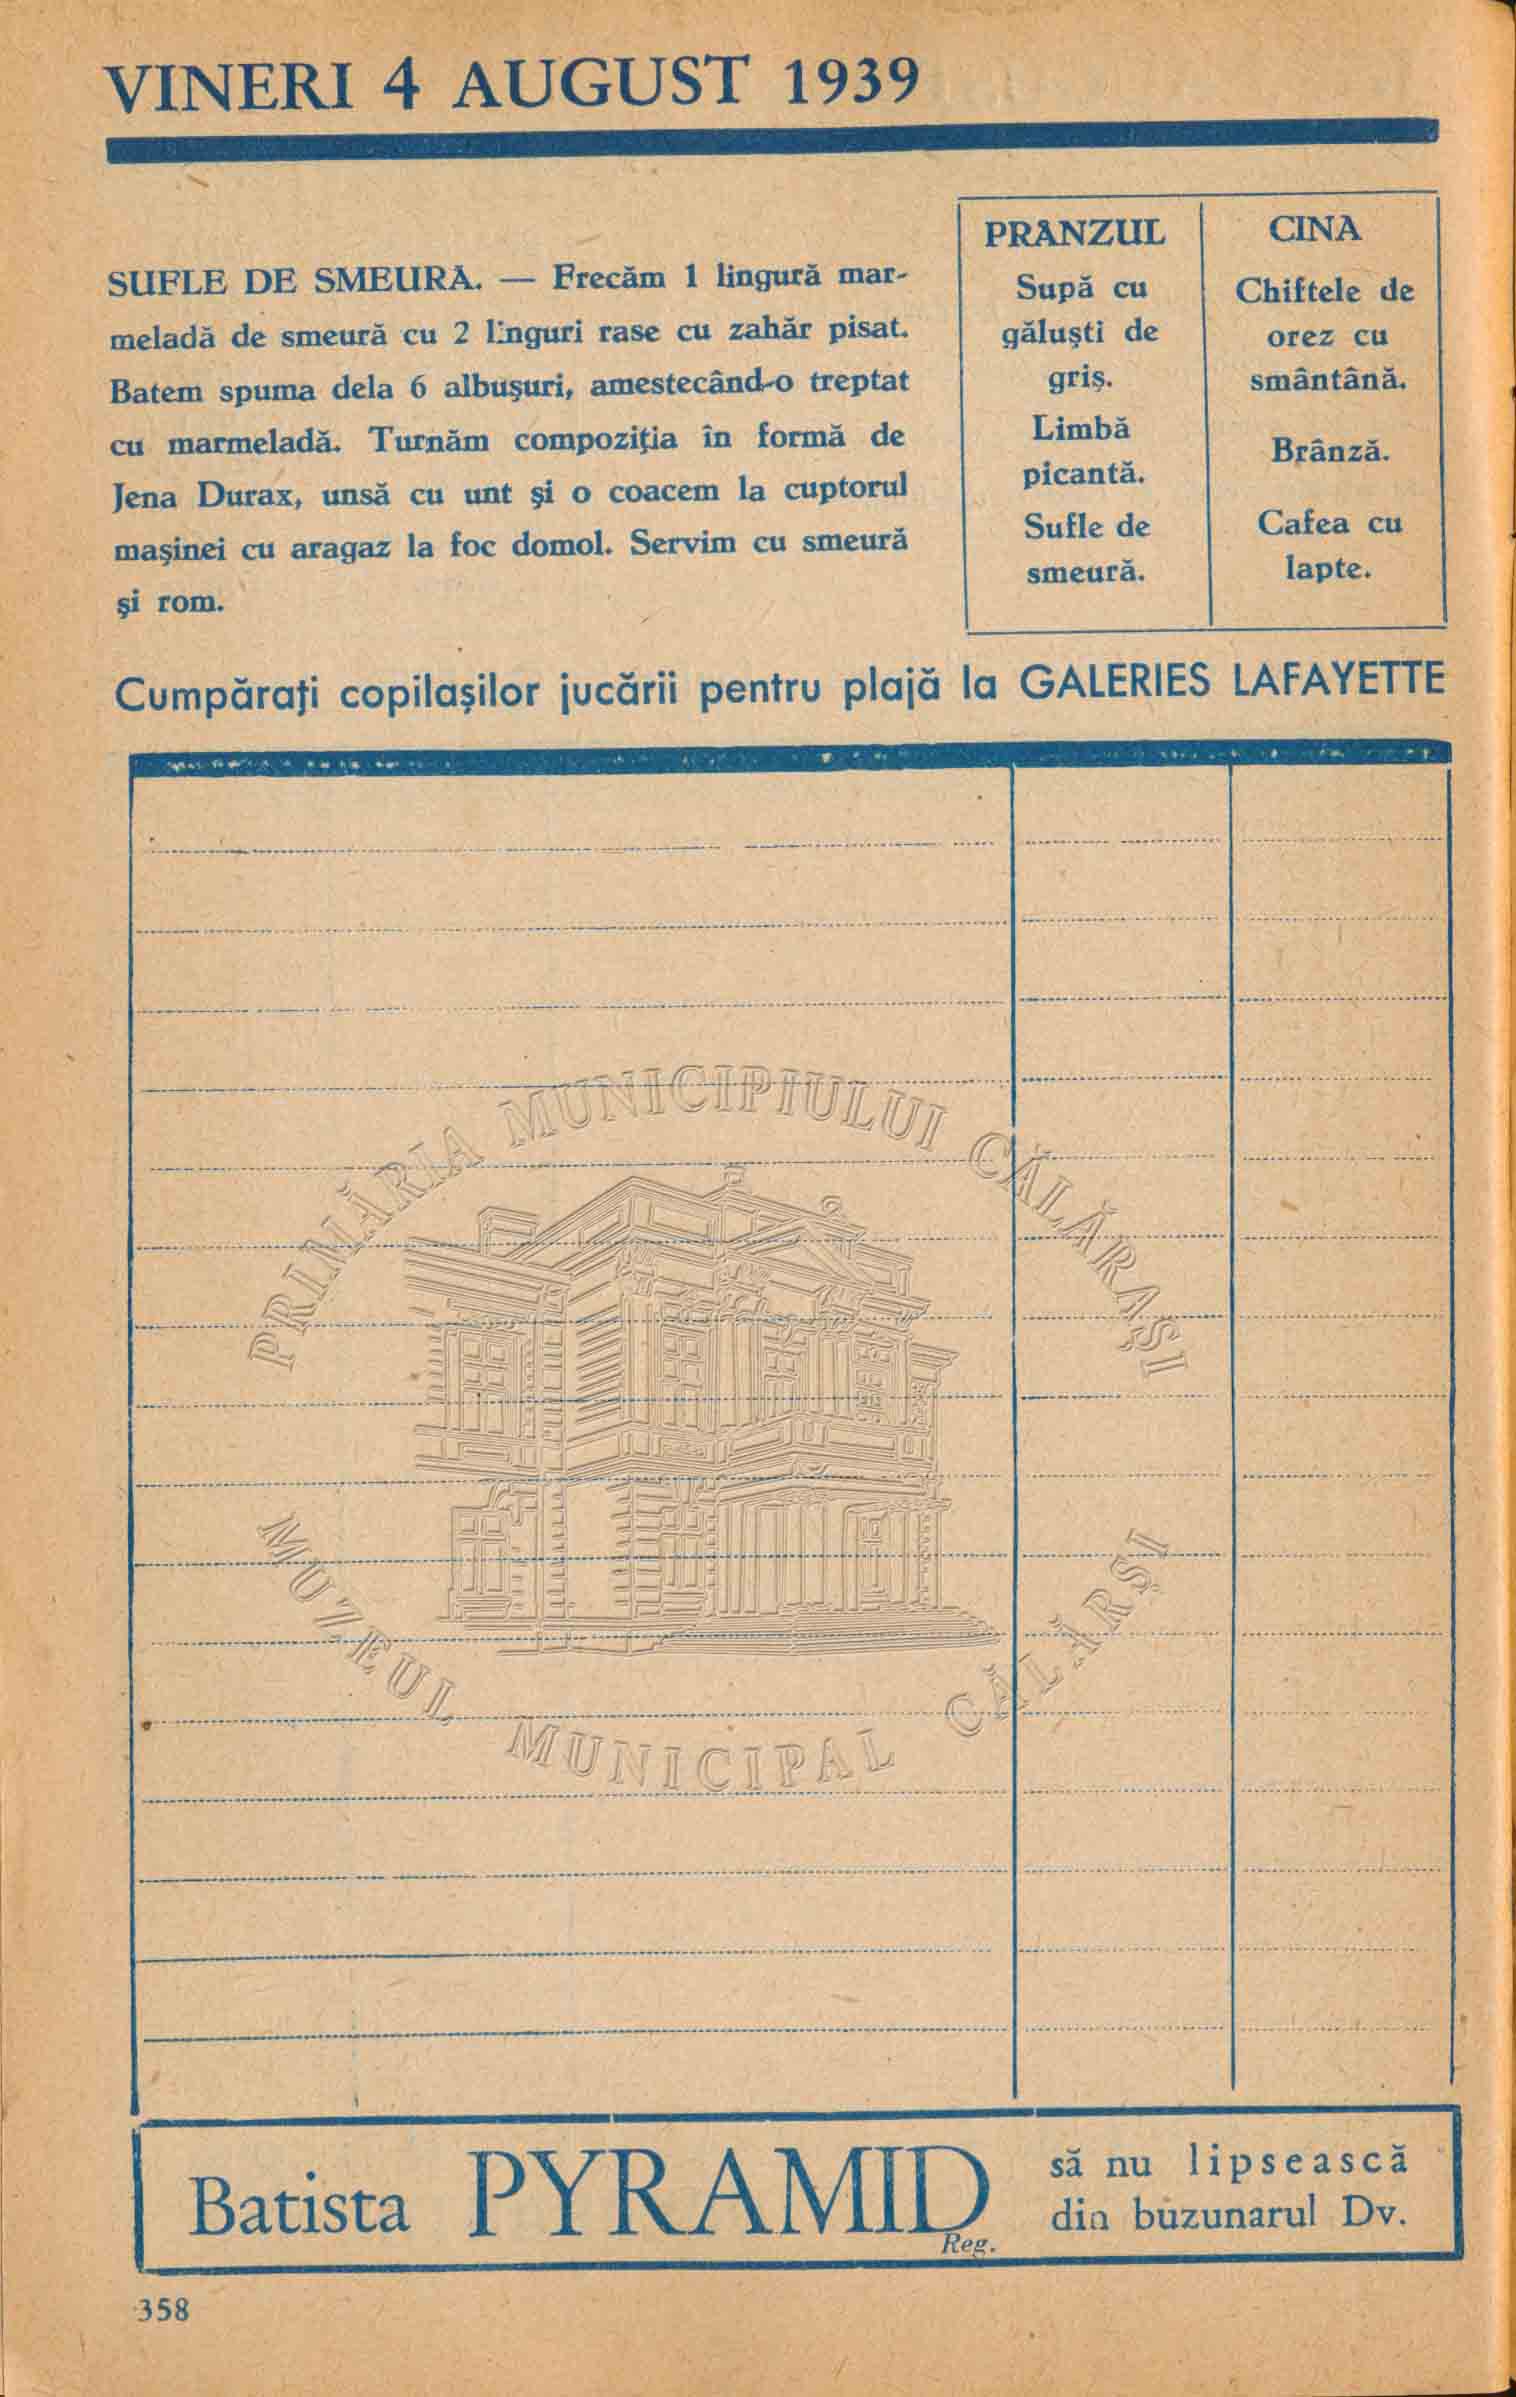 VINERI 4 AUGUST 1939
SUFLE DE SMEURĂ. — Frecăm 1 lingură mar-
meladă de smeură cu 2 linguri rase cu zahăr pisat.
Batem spuma dela 6 albuşuri, amestecând-o treptat
cu marmeladă. Turnăm compoziţia în formă de
Jena Durax, unsă cu unt şi o coacem la cuptorul
maşinei cu aragaz la foc domol. Servim cu smeură
şi rom.
PRÂNZUL
Supă cu
găluşti de
griş.
Limbă
picantă.
Sufle de
smeură.
CINA
Chiftele de
orez cu
smântână.
Brânză.
Cafea cu
lapte.
Cumpăraţi copilaşilor jucării pentru plajă la GALERIES LAFAYETTE
PRIMĂRIA MUNICIPIULUI CĂLĂRAȘI
MUZEUL MUNICIPAL CĂLĂRȘI
Batista PYRAMID Reg.
să nu lipsească
din buzunarul Dv.
358